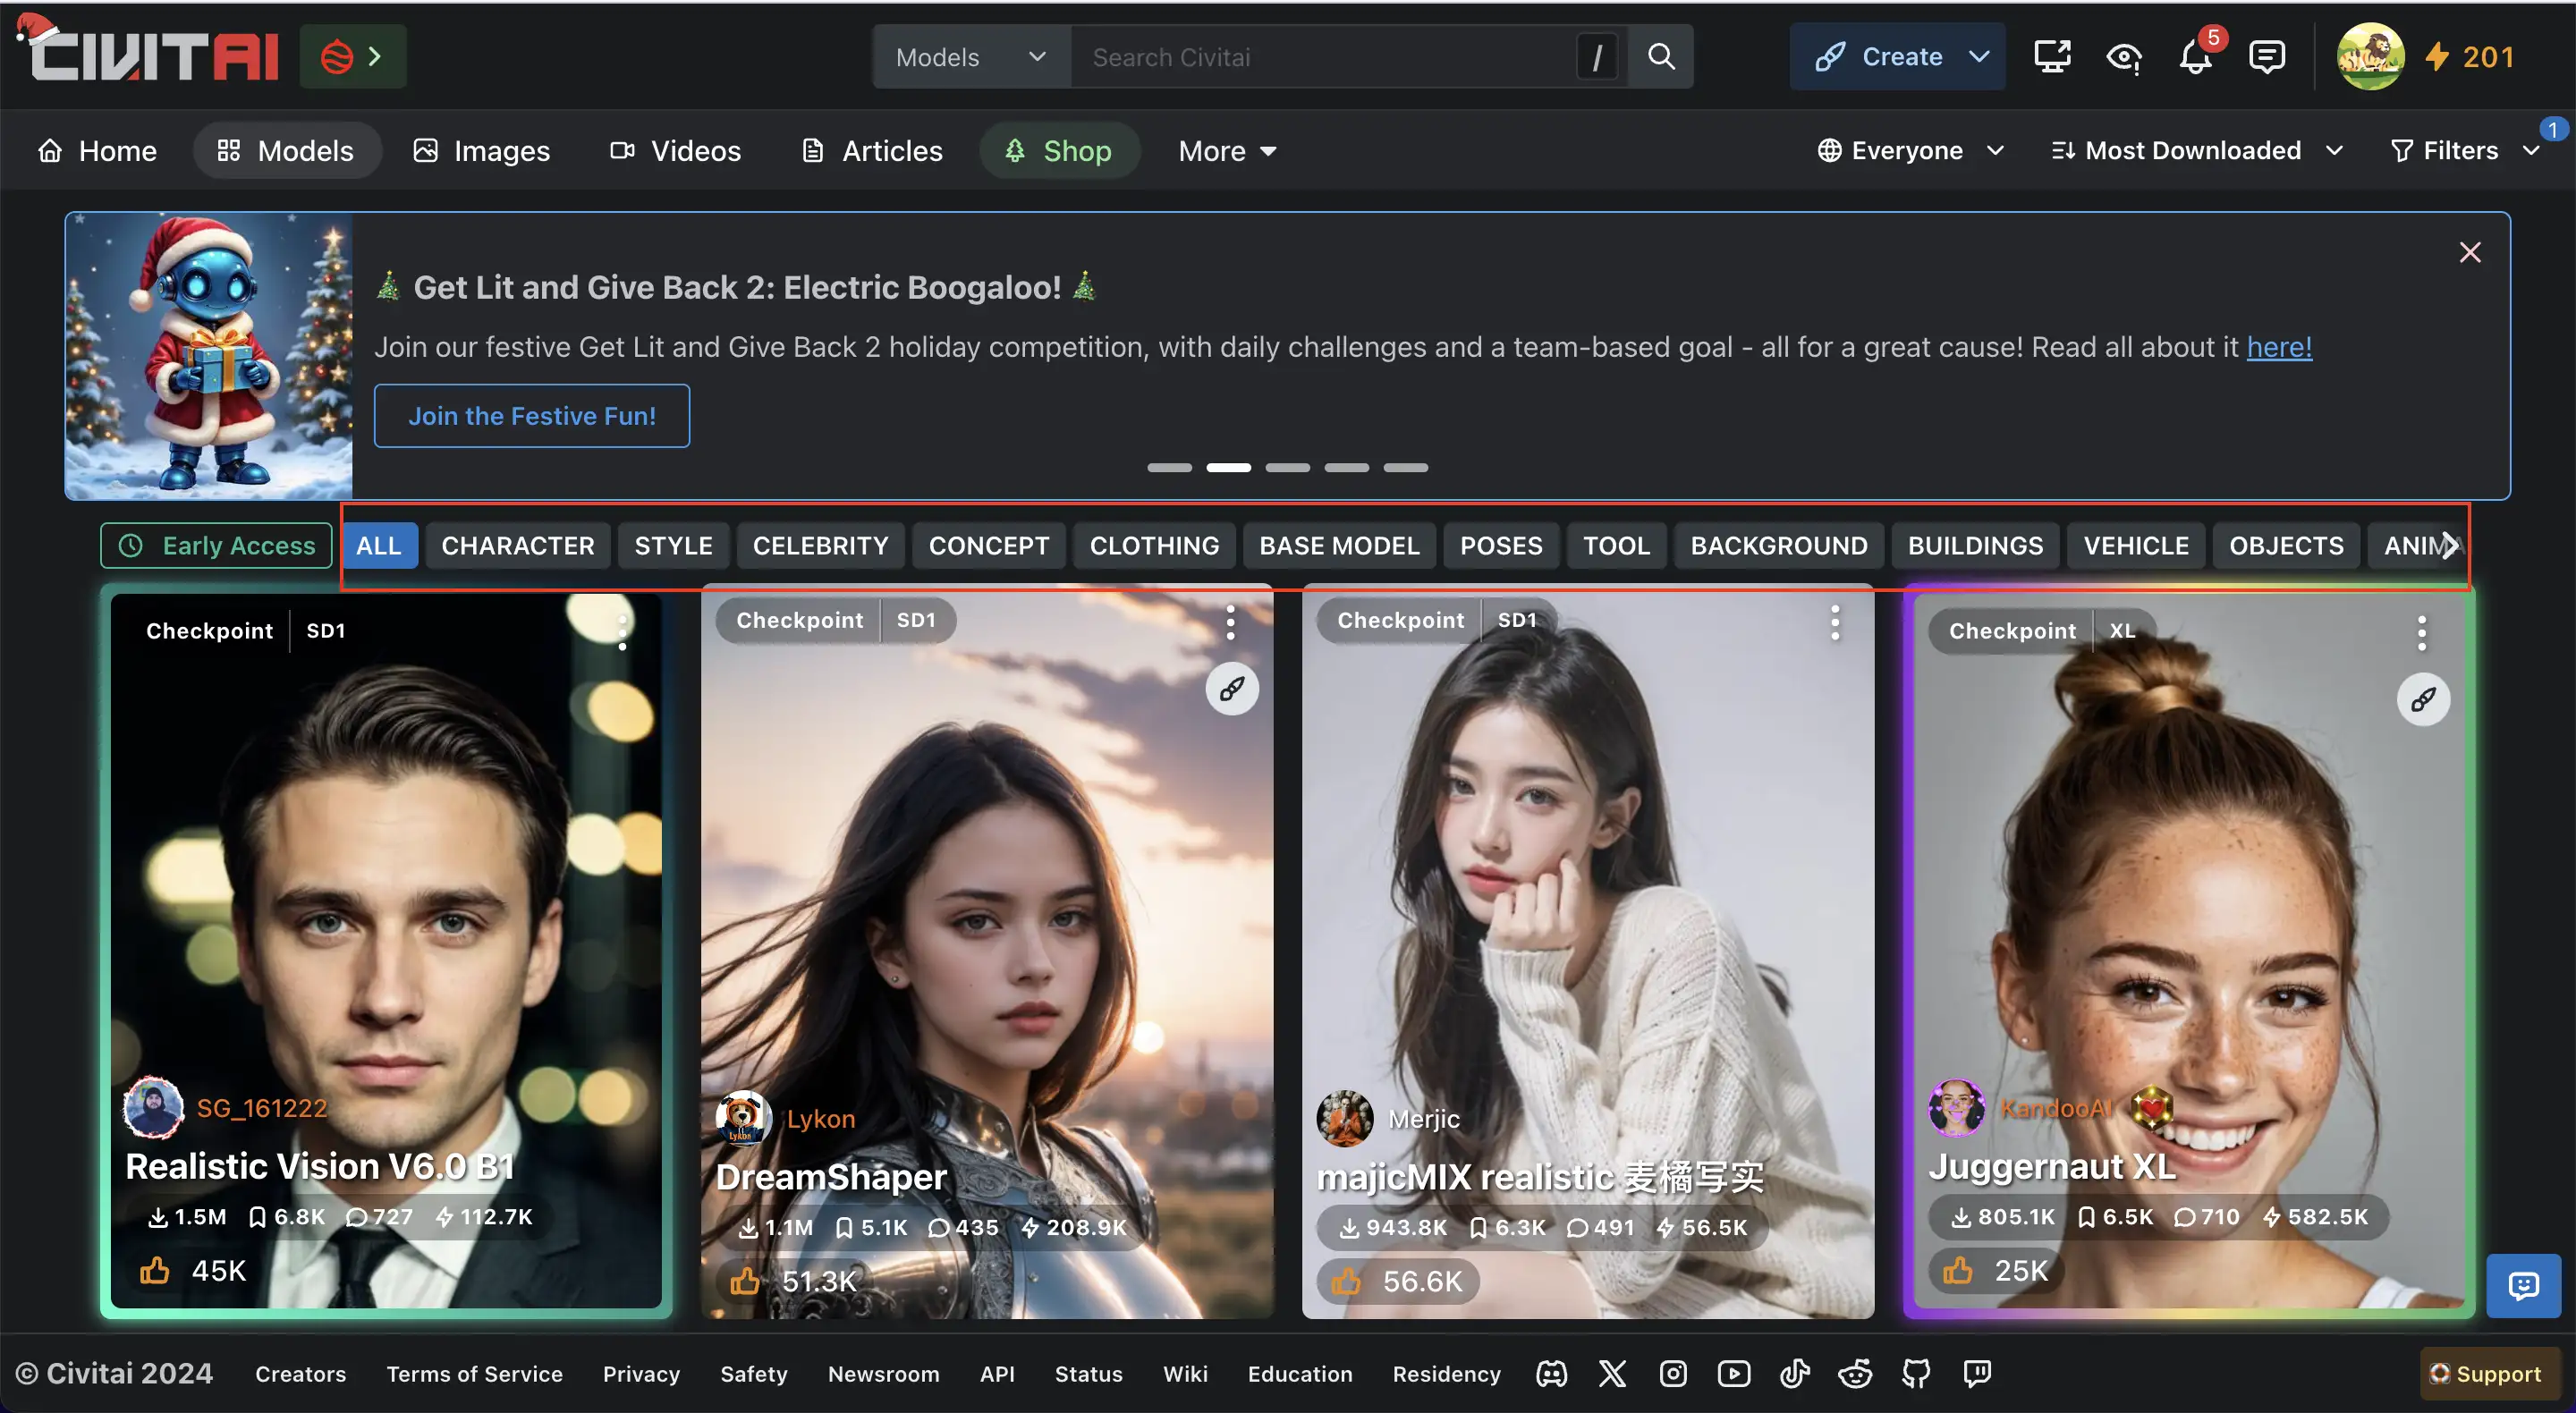 CIVITAI
Models Search Civitai / Create 5 201
Home Models Images Videos Articles Shop More Everyone Most Downloaded Filters 1
Get Lit and Give Back 2: Electric Boogaloo!
Join our festive Get Lit and Give Back 2 holiday competition, with daily challenges and a team-based goal - all for a great cause! Read all about it here!
Join the Festive Fun!
Early Access ALL CHARACTER STYLE CELEBRITY CONCEPT CLOTHING BASE MODEL POSES TOOL BACKGROUND BUILDINGS VEHICLE OBJECTS ANIMA
Checkpoint SD1
SG_161222
Realistic Vision V6.0 B1
1.5M 6.8K 727 112.7K
45K
Checkpoint SD1
Lykon
DreamShaper
1.1M 5.1K 435 208.9K
51.3K
Checkpoint SD1
Merjic
majicMIX realistic 麦橘写实
943.8K 6.3K 491 56.5K
56.6K
Checkpoint XL
KandooAI
Juggernaut XL
805.1K 6.5K 710 582.5K
25K
© Civitai 2024 Creators Terms of Service Privacy Safety Newsroom API Status Wiki Education Residency Support